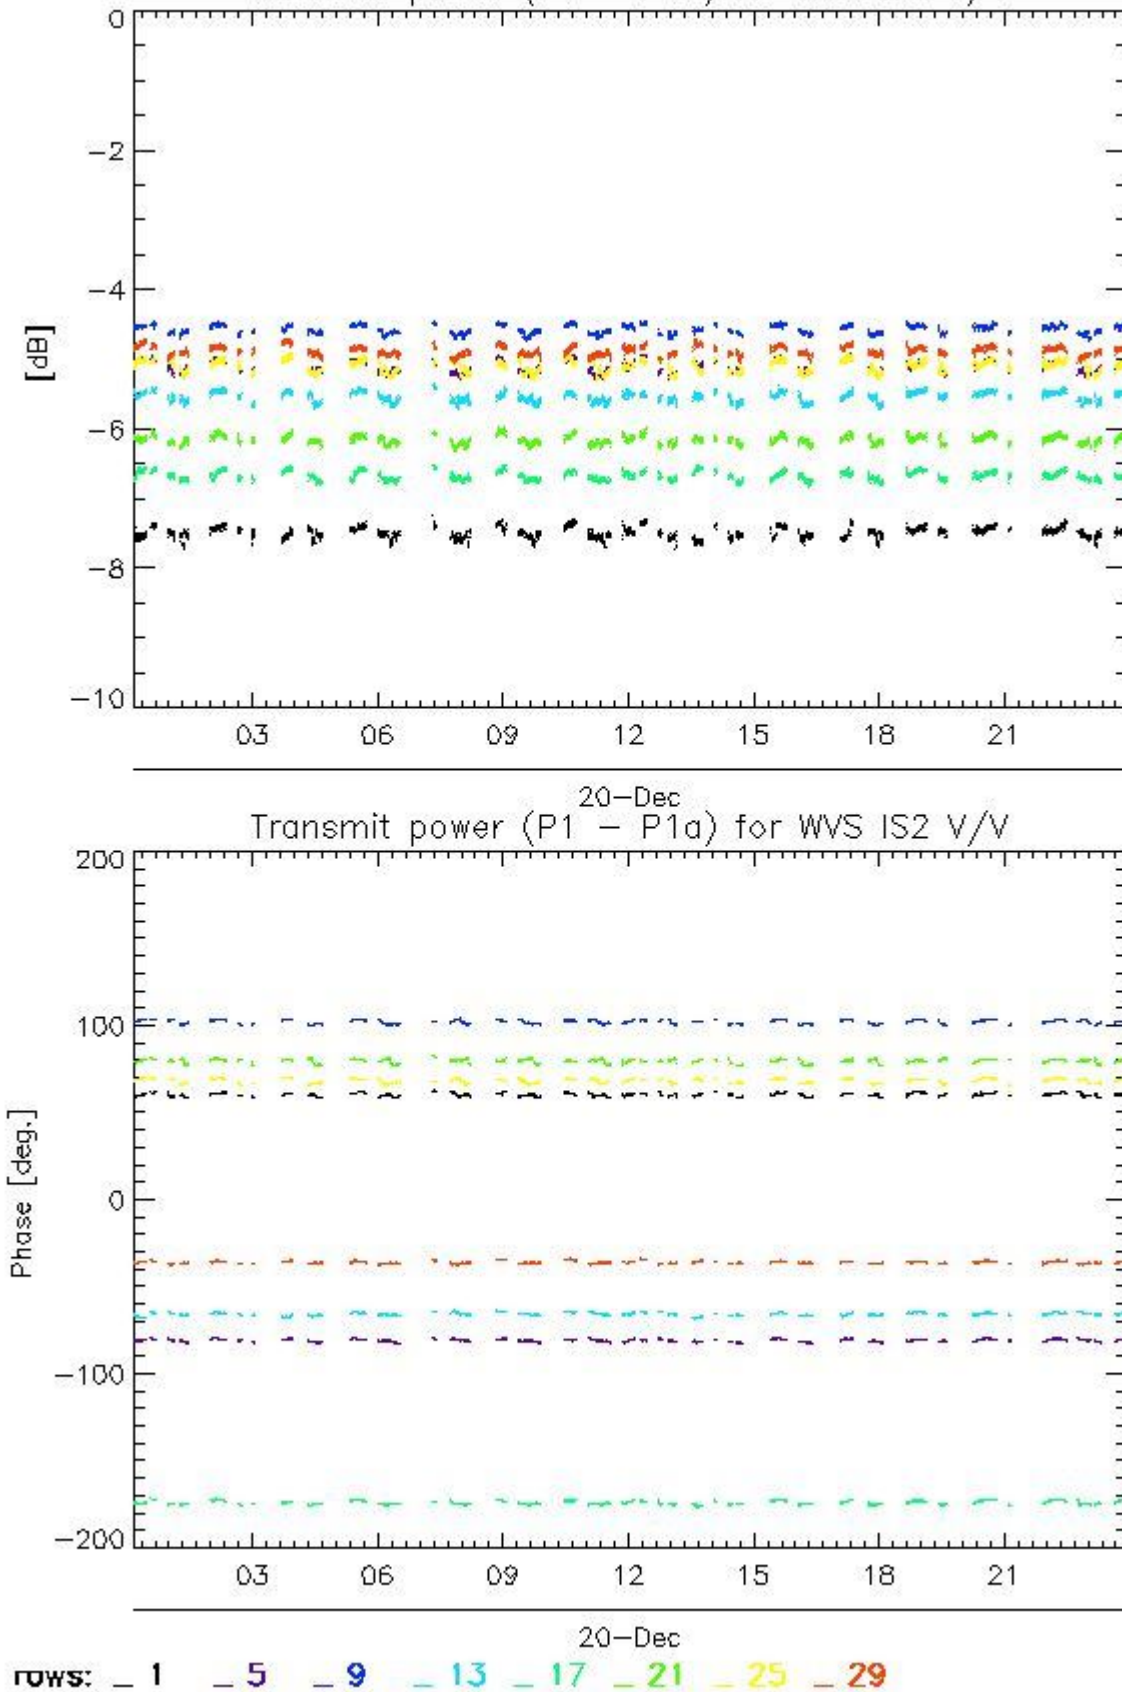 0
-2
-4
[dB]
-6
-8
-10
03 06 09 12 15 18 21
20-Dec
Transmit power (P1 - P1a) for WVS IS2 V/V
200
100
0
Phase [deg.]
-100
-200
03 06 09 12 15 18 21
20-Dec
rows: _ 1 _ 5 _ 9 _ 13 _ 17 _ 21 _ 25 _ 29